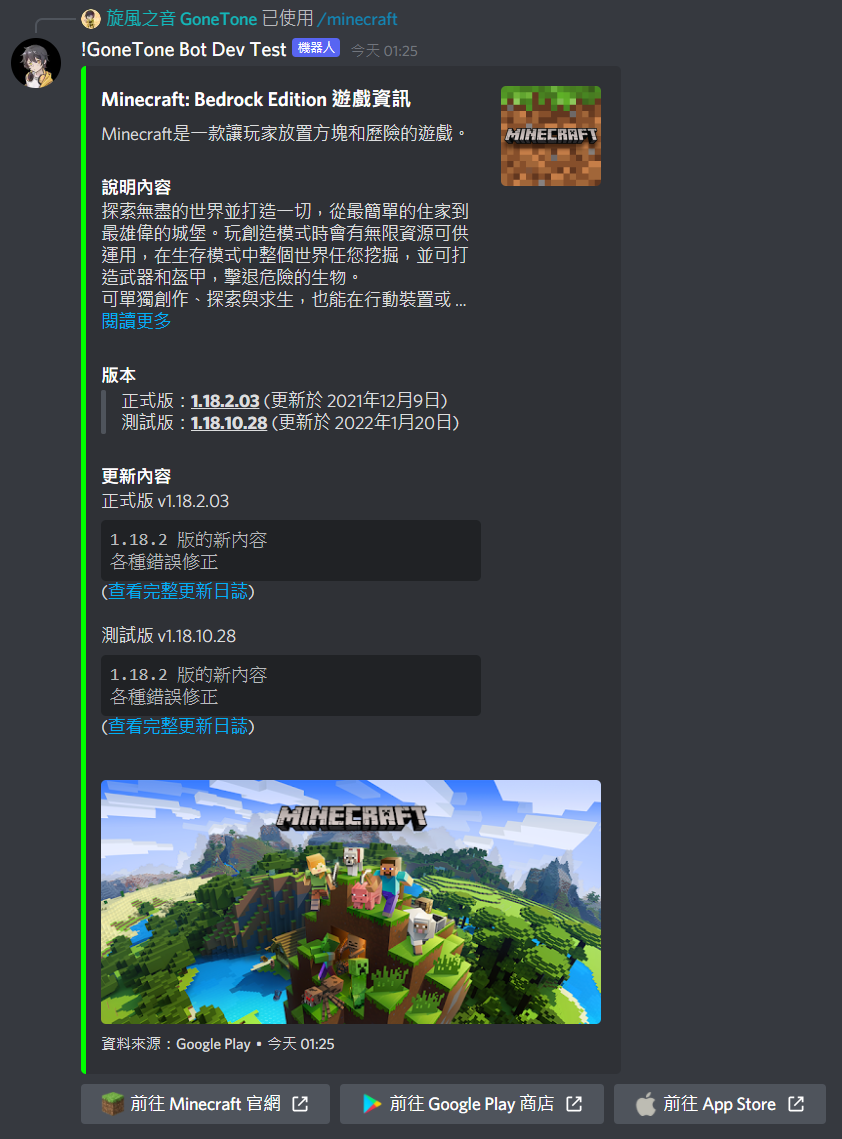 旋風之音 GoneTone 已使用 /minecraft
!GoneTone Bot Dev Test 機器人 今天 01:25
Minecraft: Bedrock Edition 遊戲資訊
Minecraft是一款讓玩家放置方塊和歷險的遊戲。
MINECRAFT
說明內容
探索無盡的世界並打造一切，從最簡單的住家到
最雄偉的城堡。玩創造模式時會有無限資源可供
運用，在生存模式中整個世界任您挖掘，並可打
造武器和盔甲，擊退危險的生物。
可單獨創作、探索與求生，也能在行動裝置或 ...
閱讀更多
版本
正式版：1.18.2.03 (更新於 2021年12月9日)
測試版：1.18.10.28 (更新於 2022年1月20日)
更新內容
正式版 v1.18.2.03
1.18.2 版的新內容
各種錯誤修正
(查看完整更新日誌)
測試版 v1.18.10.28
1.18.2 版的新內容
各種錯誤修正
(查看完整更新日誌)
MINECRAFT
資料來源：Google Play • 今天 01:25
前往 Minecraft 官網
前往 Google Play 商店
前往 App Store